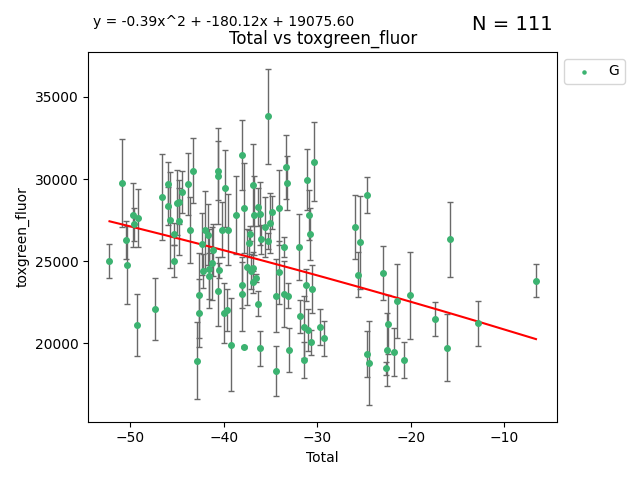 y = -0.39x^2 + -180.12x + 19075.60
N = 111
Total vs toxgreen_fluor
G
35000
30000
25000
20000
toxgreen_fluor
−50
−40
−30
−20
−10
Total